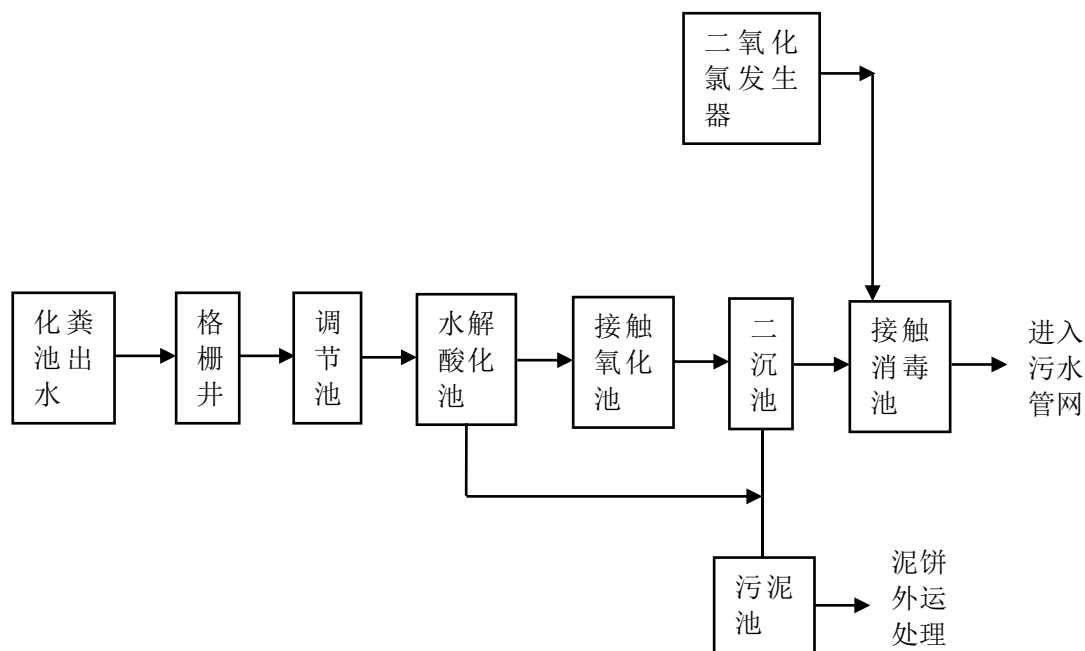 二氧化
氯发生
器
化粪
池出
水
格
栅
井
调
节
池
水解
酸化
池
接触
氧化
池
二
沉
池
接触
消毒
池
进入
污水
管网
污泥
池
泥饼
外运
处理